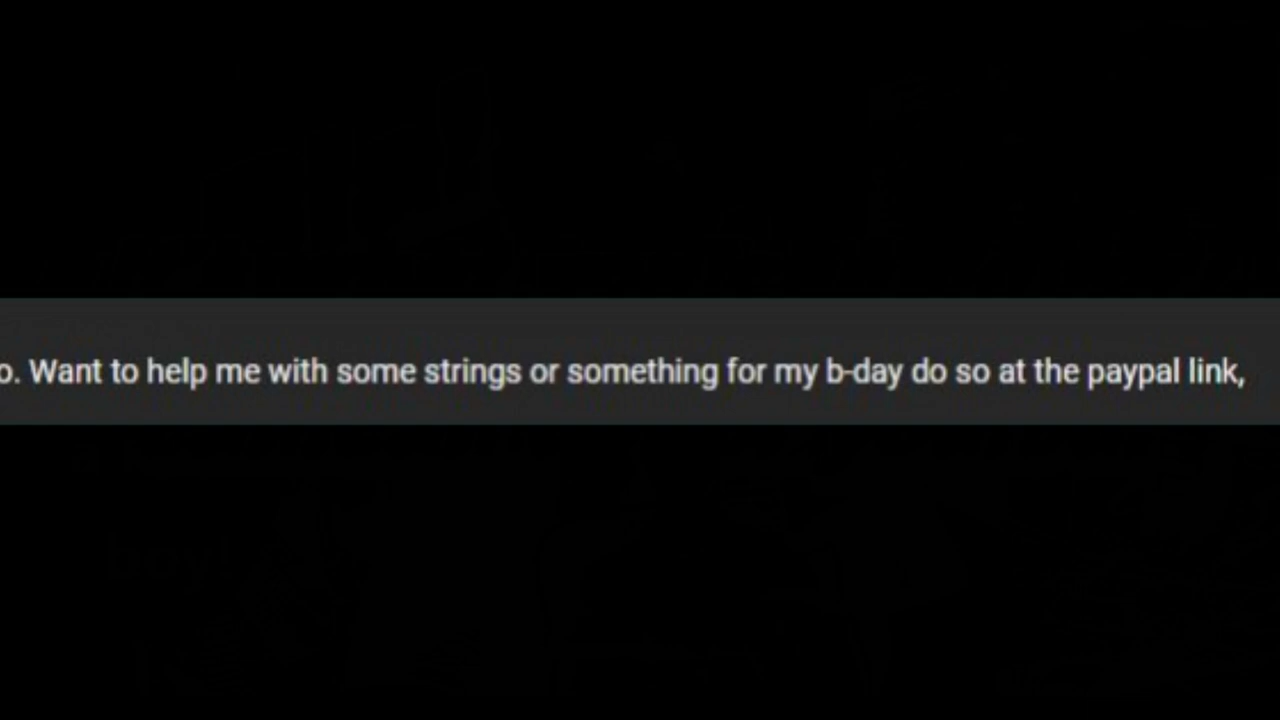 o. Want to help me with some strings or something for my b-day do so at the paypal link,